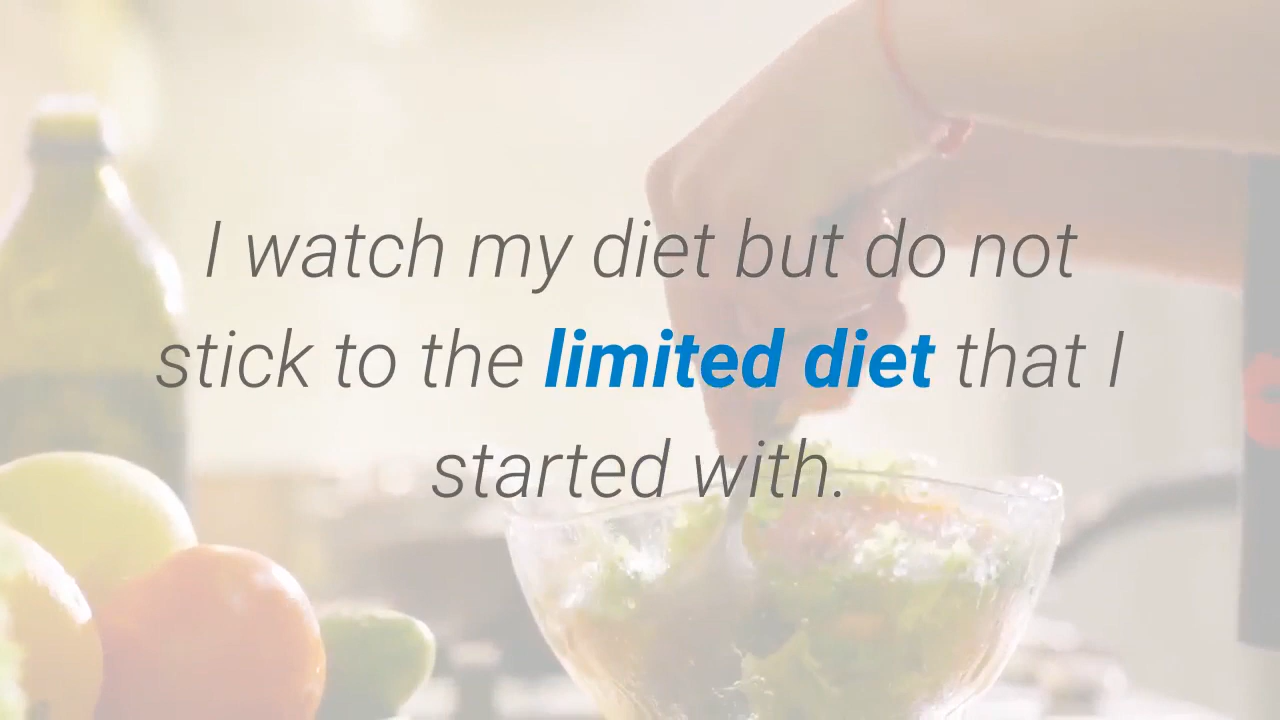 I watch my diet but do not
stick to the limited diet that I
started with.